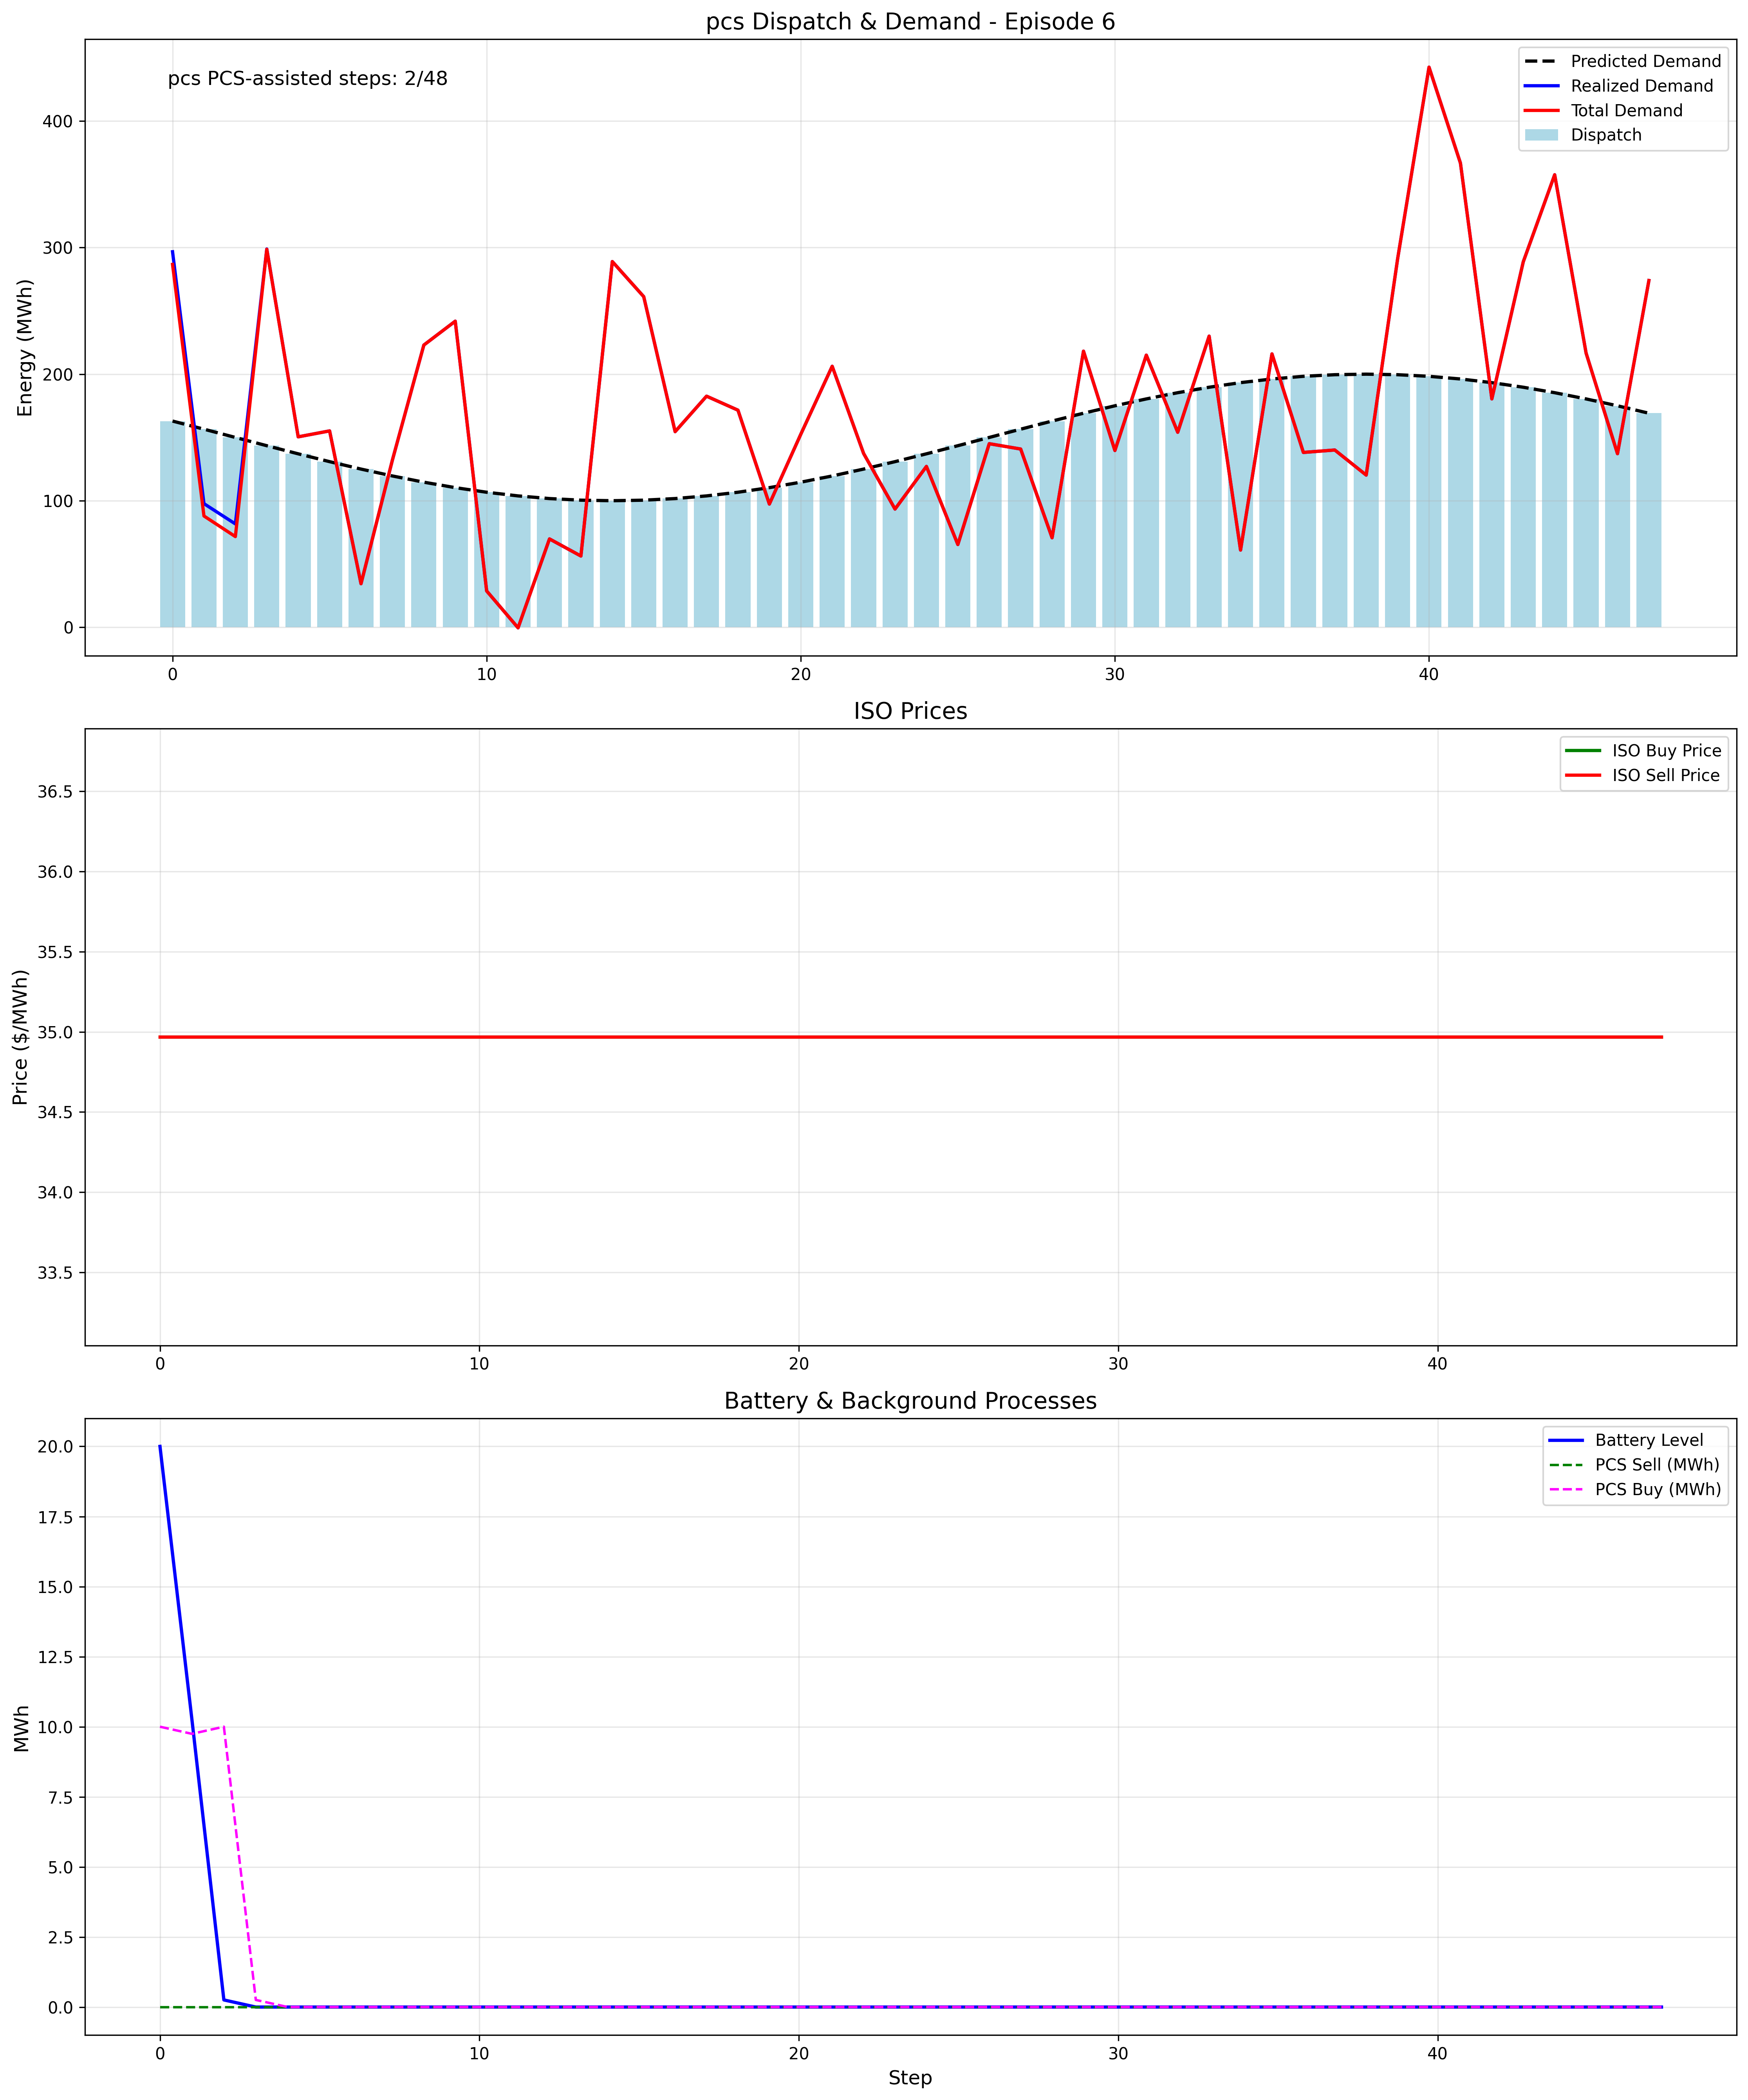 pcs Dispatch & Demand - Episode 6
pcs PCS-assisted steps: 2/48
Predicted Demand
Realized Demand
Total Demand
Dispatch
Energy (MWh)
400
300
200
100
0
0 10 20 30 40
ISO Prices
ISO Buy Price
ISO Sell Price
Price ($/MWh)
36.5
36.0
35.5
35.0
34.5
34.0
33.5
0 10 20 30 40
Battery & Background Processes
Battery Level
PCS Sell (MWh)
PCS Buy (MWh)
MWh
20.0
17.5
15.0
12.5
10.0
7.5
5.0
2.5
0.0
0 10 20 30 40
Step